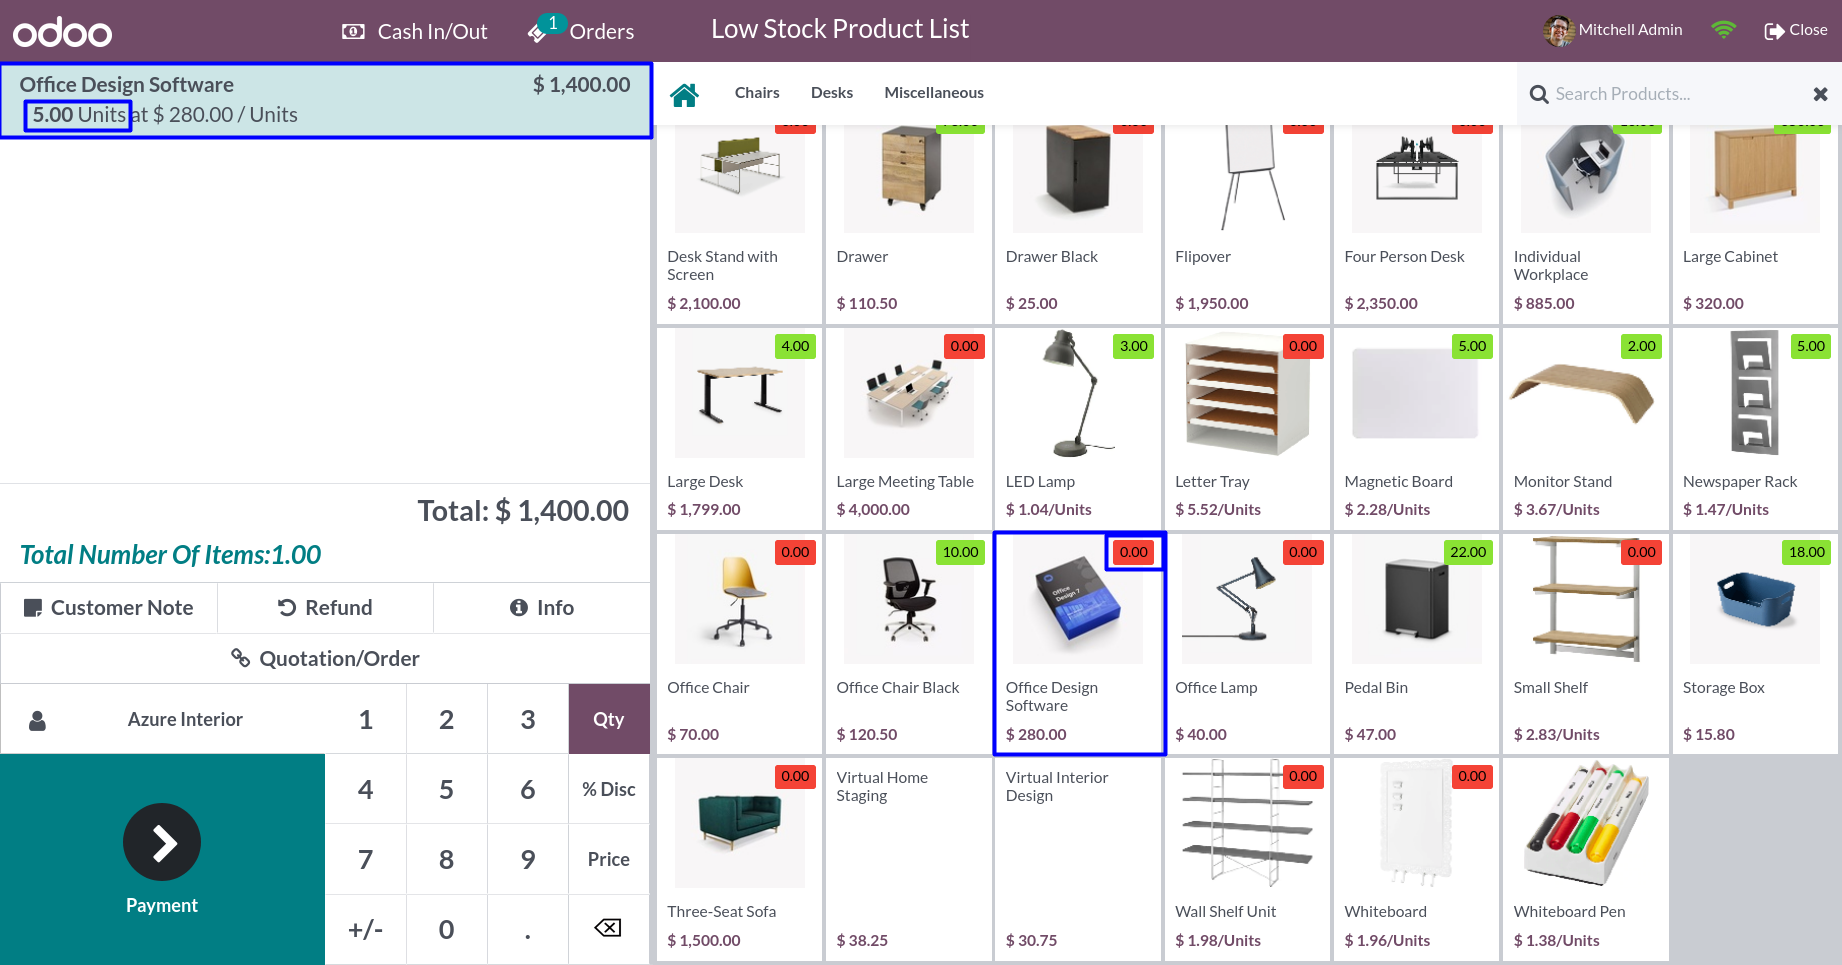 odoo
Cash In/Out
1
Orders
Low Stock Product List
Mitchell Admin
Close
Office Design Software
$ 1,400.00
5.00 Units at $ 280.00 / Units
Total: $ 1,400.00
Total Number Of Items:1.00
Customer Note
Refund
Info
Quotation/Order
Azure Interior
1
2
3
Qty
Payment
4
5
6
% Disc
7
8
9
Price
+/-
0
.
Chairs
Desks
Miscellaneous
Search Products...
Desk Stand with
Screen
$ 2,100.00
Drawer
$ 110.50
Drawer Black
$ 25.00
Flipover
$ 1,950.00
Four Person Desk
$ 2,350.00
Individual
Workplace
$ 885.00
Large Cabinet
$ 320.00
4.00
Large Desk
$ 1,799.00
0.00
Large Meeting Table
$ 4,000.00
3.00
LED Lamp
$ 1.04/Units
0.00
Letter Tray
$ 5.52/Units
5.00
Magnetic Board
$ 2.28/Units
2.00
Monitor Stand
$ 3.67/Units
5.00
Newspaper Rack
$ 1.47/Units
0.00
Office Chair
$ 70.00
10.00
Office Chair Black
$ 120.50
0.00
Office
Design 7
Office Design
Software
$ 280.00
0.00
Office Lamp
$ 40.00
22.00
Pedal Bin
$ 47.00
0.00
Small Shelf
$ 2.83/Units
18.00
Storage Box
$ 15.80
0.00
Three-Seat Sofa
$ 1,500.00
Virtual Home
Staging
$ 38.25
Virtual Interior
Design
$ 30.75
0.00
Wall Shelf Unit
$ 1.98/Units
0.00
Whiteboard
$ 1.96/Units
Whiteboard Pen
$ 1.38/Units